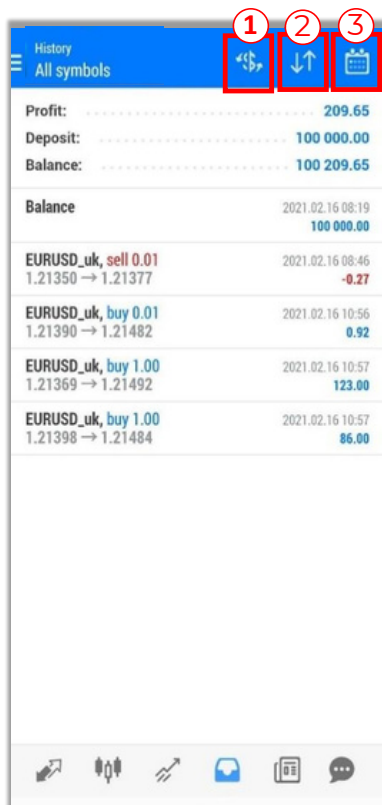 1 2 3
History
All symbols
Profit: 209.65
Deposit: 100 000.00
Balance: 100 209.65
Balance 2021.02.16 08:19
100 000.00
EURUSD_uk, sell 0.01 2021.02.16 08:46
1.21350 → 1.21377 -0.27
EURUSD_uk, buy 0.01 2021.02.16 10:56
1.21390 → 1.21482 0.92
EURUSD_uk, buy 1.00 2021.02.16 10:57
1.21369 → 1.21492 123.00
EURUSD_uk, buy 1.00 2021.02.16 10:57
1.21398 → 1.21484 86.00